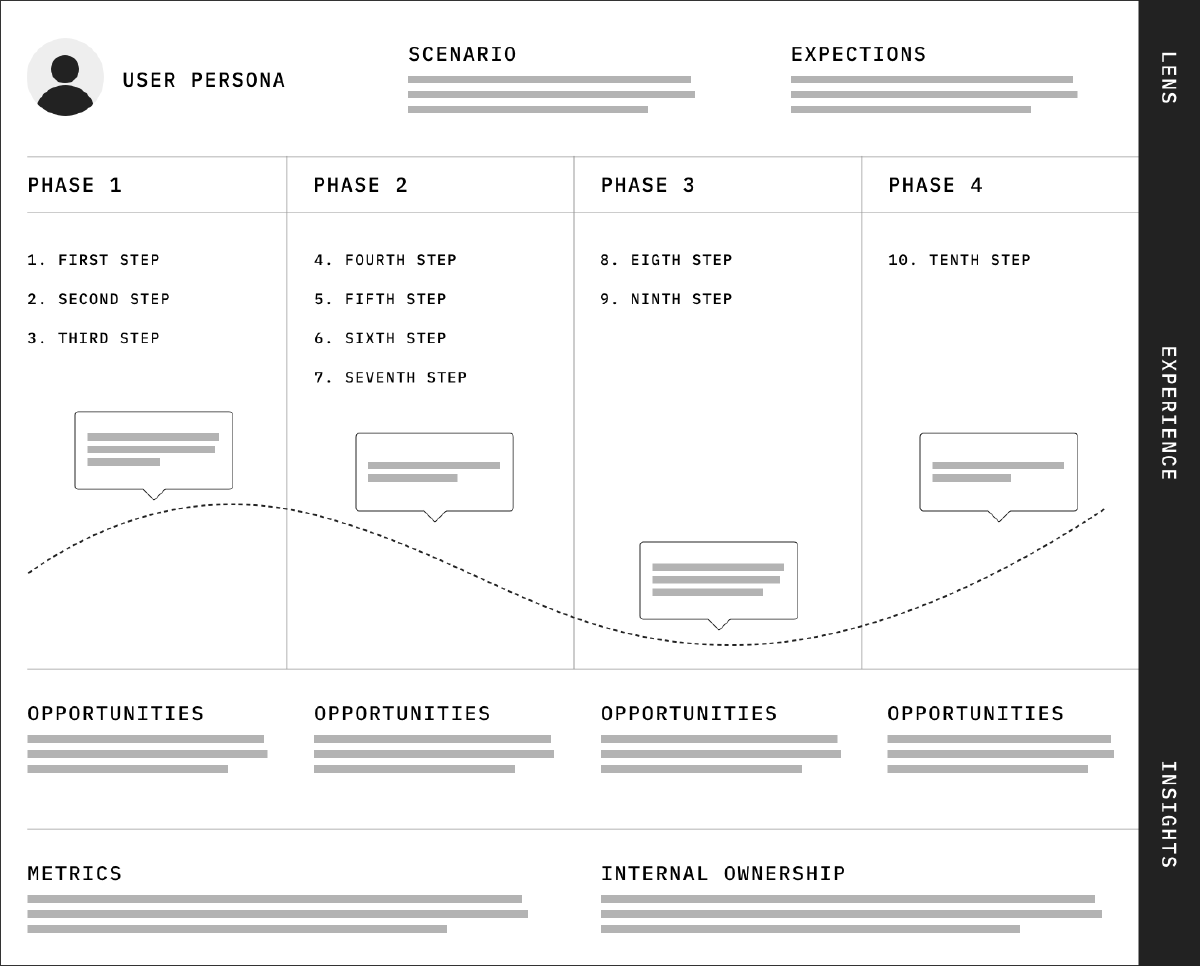 USER PERSONA
SCENARIO
EXPECTIONS
LENS
PHASE 1
PHASE 2
PHASE 3
PHASE 4
1. FIRST STEP
2. SECOND STEP
3. THIRD STEP
4. FOURTH STEP
5. FIFTH STEP
6. SIXTH STEP
7. SEVENTH STEP
8. EIGTH STEP
9. NINTH STEP
10. TENTH STEP
EXPERIENCE
OPPORTUNITIES
OPPORTUNITIES
OPPORTUNITIES
OPPORTUNITIES
METRICS
INTERNAL OWNERSHIP
INSIGHTS